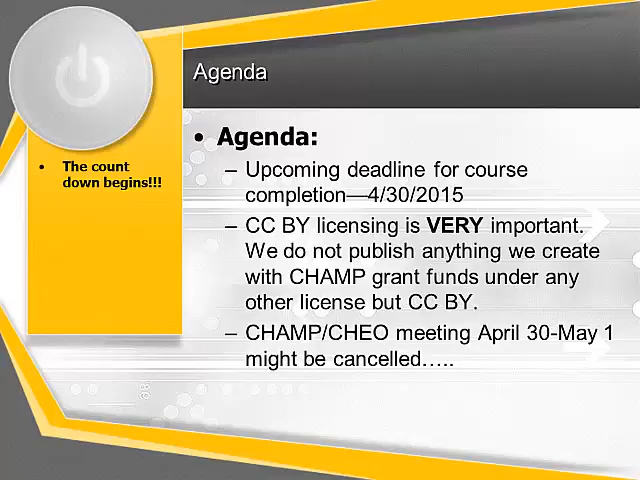 Agenda
• The count
down begins!!!
• Agenda:
– Upcoming deadline for course
completion—4/30/2015
– CC BY licensing is VERY important.
We do not publish anything we create
with CHAMP grant funds under any
other license but CC BY.
– CHAMP/CHEO meeting April 30-May 1
might be cancelled…..